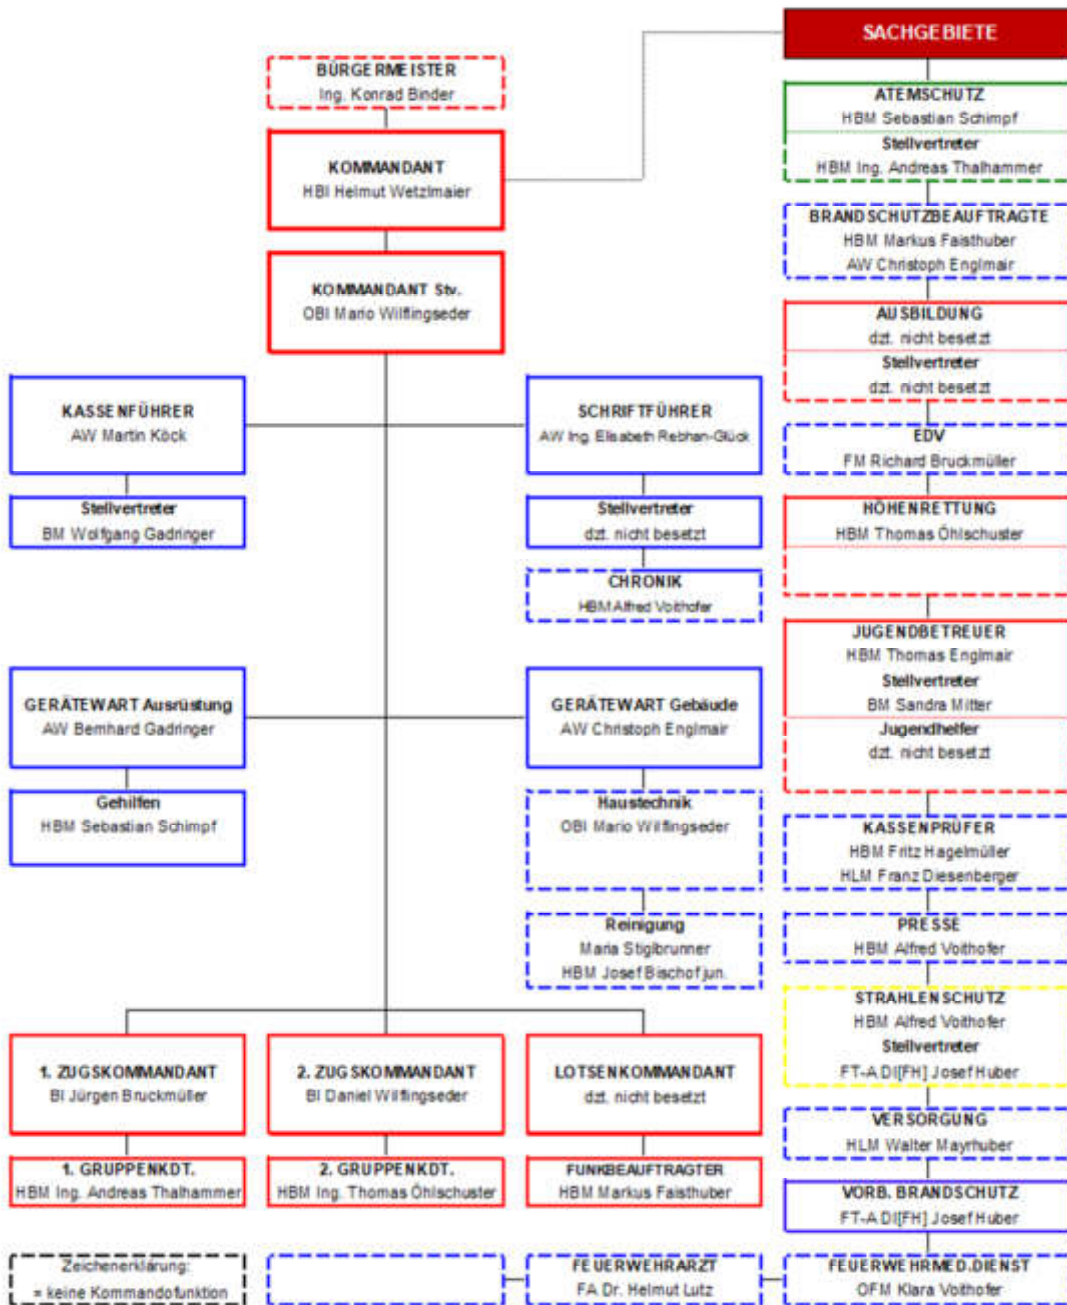 SACHGEBIETE
BÜRGERMEISTER
Ing. Konrad Binder
KOMMANDANT
HBI Helmut Wetzlmaier
KOMMANDANT Stv.
OBI Mario Wilflingseder
KASSENFÜHRER
AW Martin Köck
Stellvertreter
BM Wolfgang Gadringer
SCHRIFTFÜHRER
AW Ing. Elisabeth Rebhan-Glück
Stellvertreter
dzt. nicht besetzt
CHRONIK
HBM Alfred Voithofer
GERÄTEWART Ausrüstung
AW Bernhard Gadringer
Gehilfen
HBM Sebastian Schimpf
GERÄTEWART Gebäude
AW Christoph Englmair
Haustechnik
OBI Mario Wilflingseder
Reinigung
Maria Stiglbrunner
HBM Josef Bischof jun.
1. ZUGSKOMMANDANT
BI Jürgen Bruckmüller
1. GRUPPENKDT.
HBM Ing. Andreas Thalhammer
2. ZUGSKOMMANDANT
BI Daniel Wilflingseder
2. GRUPPENKDT.
HBM Ing. Thomas Öhlschuster
LOTSENKOMMANDANT
dzt. nicht besetzt
FUNKBEAUFTRAGTER
HBM Markus Faisthuber
ATEMSCHUTZ
HBM Sebastian Schimpf
Stellvertreter
HBM Ing. Andreas Thalhammer
BRANDSCHUTZBEAUFTRAGTE
HBM Markus Faisthuber
AW Christoph Englmair
AUSBILDUNG
dzt. nicht besetzt
Stellvertreter
dzt. nicht besetzt
EDV
FM Richard Bruckmüller
HÖHENRETTUNG
HBM Thomas Öhlschuster
JUGENDBETREUER
HBM Thomas Englmair
Stellvertreter
BM Sandra Mitter
Jugendhelfer
dzt. nicht besetzt
KASSENPRÜFER
HBM Fritz Hagelmüller
HLM Franz Diesenberger
PRESSE
HBM Alfred Voithofer
STRAHLENSCHUTZ
HBM Alfred Voithofer
Stellvertreter
FT-A DI[FH] Josef Huber
VERSORGUNG
HLM Walter Mayrhuber
VORB. BRANDSCHUTZ
FT-A DI[FH] Josef Huber
FEUERWEHRMED.DIENST
OFM Klara Voithofer
FEUERWEHRARZT
FA Dr. Helmut Lutz
Zeichenerklärung:
= keine Kommandofunktion